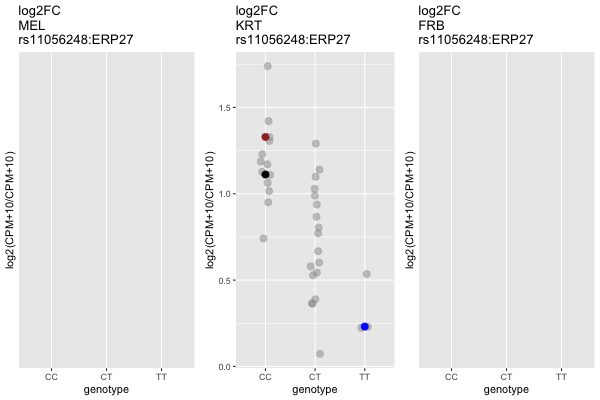 log2FC
MEL
rs11056248:ERP27
log2(CPM+10/CPM+10)
CC
CT
TT
genotype
log2FC
KRT
rs11056248:ERP27
log2(CPM+10/CPM+10)
1.5
1.0
0.5
0.0
CC
CT
TT
genotype
log2FC
FRB
rs11056248:ERP27
log2(CPM+10/CPM+10)
CC
CT
TT
genotype